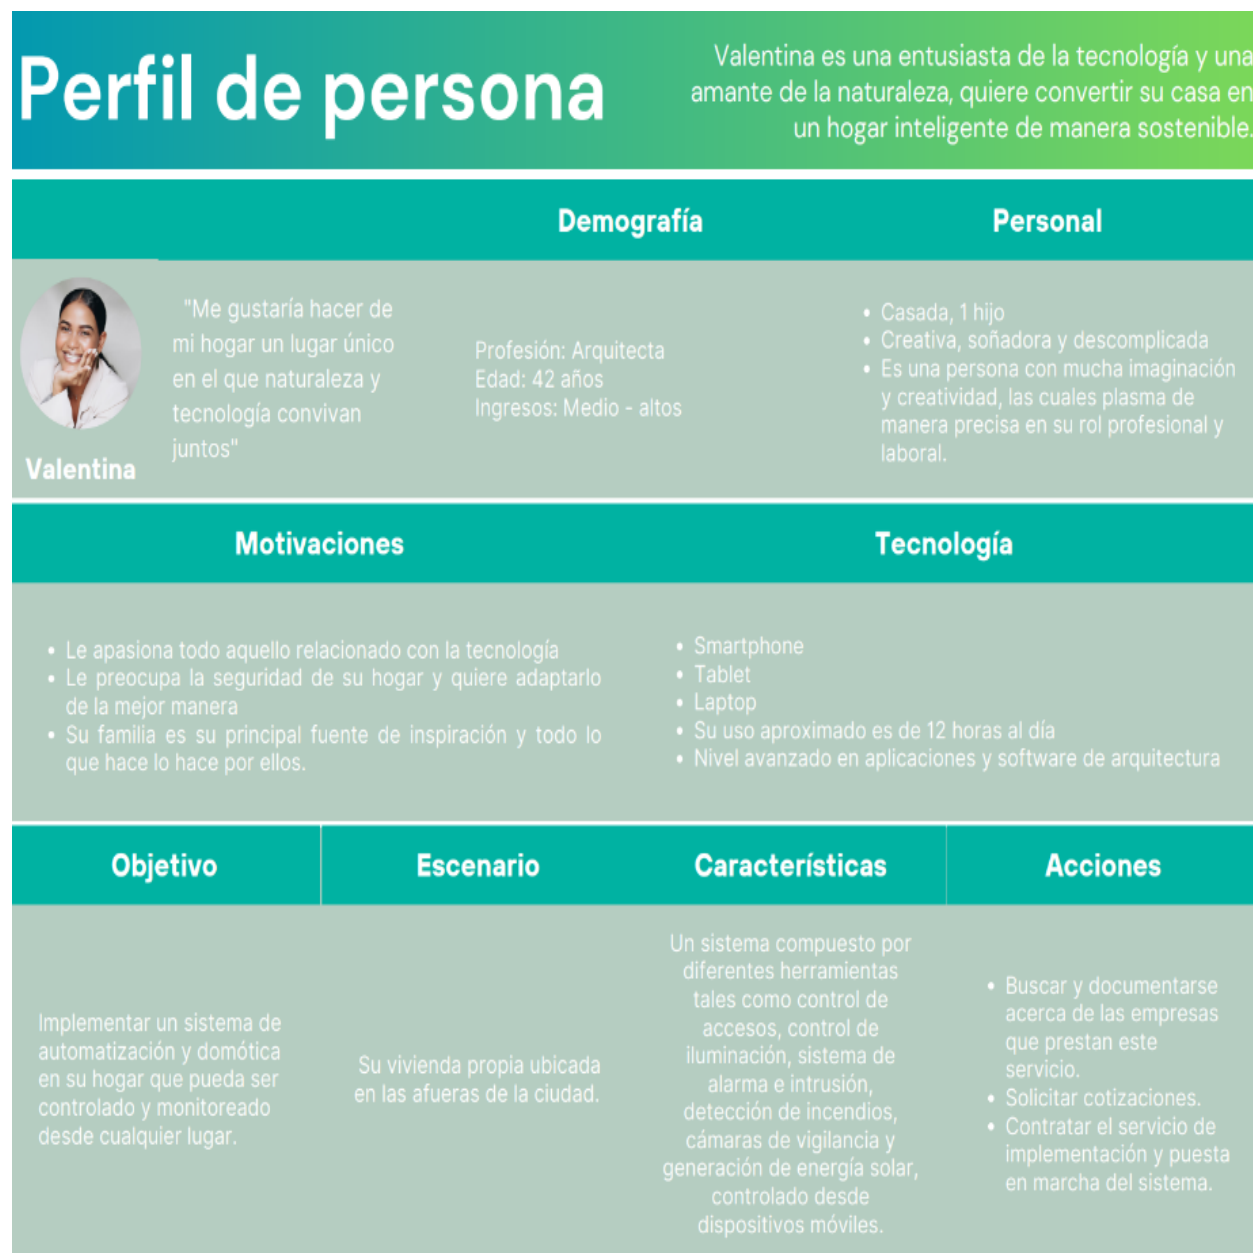 Perfil de persona
Valentina es una entusiasta de la tecnología y una
amante de la naturaleza, quiere convertir su casa en
un hogar inteligente de manera sostenible.
Demografía
Personal
Valentina
"Me gustaría hacer de
mi hogar un lugar único
en el que naturaleza y
tecnología convivan
juntos"
Profesión: Arquitecta
Edad: 42 años
Ingresos: Medio - altos
• Casada, 1 hijo
• Creativa, soñadora y descomplicada
• Es una persona con mucha imaginación
y creatividad, las cuales plasma de
manera precisa en su rol profesional y
laboral.
Motivaciones
Tecnología
• Le apasiona todo aquello relacionado con la tecnología
• Le preocupa la seguridad de su hogar y quiere adaptarlo
de la mejor manera
• Su familia es su principal fuente de inspiración y todo lo
que hace lo hace por ellos.
• Smartphone
• Tablet
• Laptop
• Su uso aproximado es de 12 horas al día
• Nivel avanzado en aplicaciones y software de arquitectura
Objetivo
Escenario
Características
Acciones
Implementar un sistema de
automatización y domótica
en su hogar que pueda ser
controlado y monitoreado
desde cualquier lugar.
Su vivienda propia ubicada
en las afueras de la ciudad.
Un sistema compuesto por
diferentes herramientas
tales como control de
accesos, control de
iluminación, sistema de
alarma e intrusión,
detección de incendios,
cámaras de vigilancia y
generación de energía solar,
controlado desde
dispositivos móviles.
• Buscar y documentarse
acerca de las empresas
que prestan este
servicio.
• Solicitar cotizaciones.
• Contratar el servicio de
implementación y puesta
en marcha del sistema.